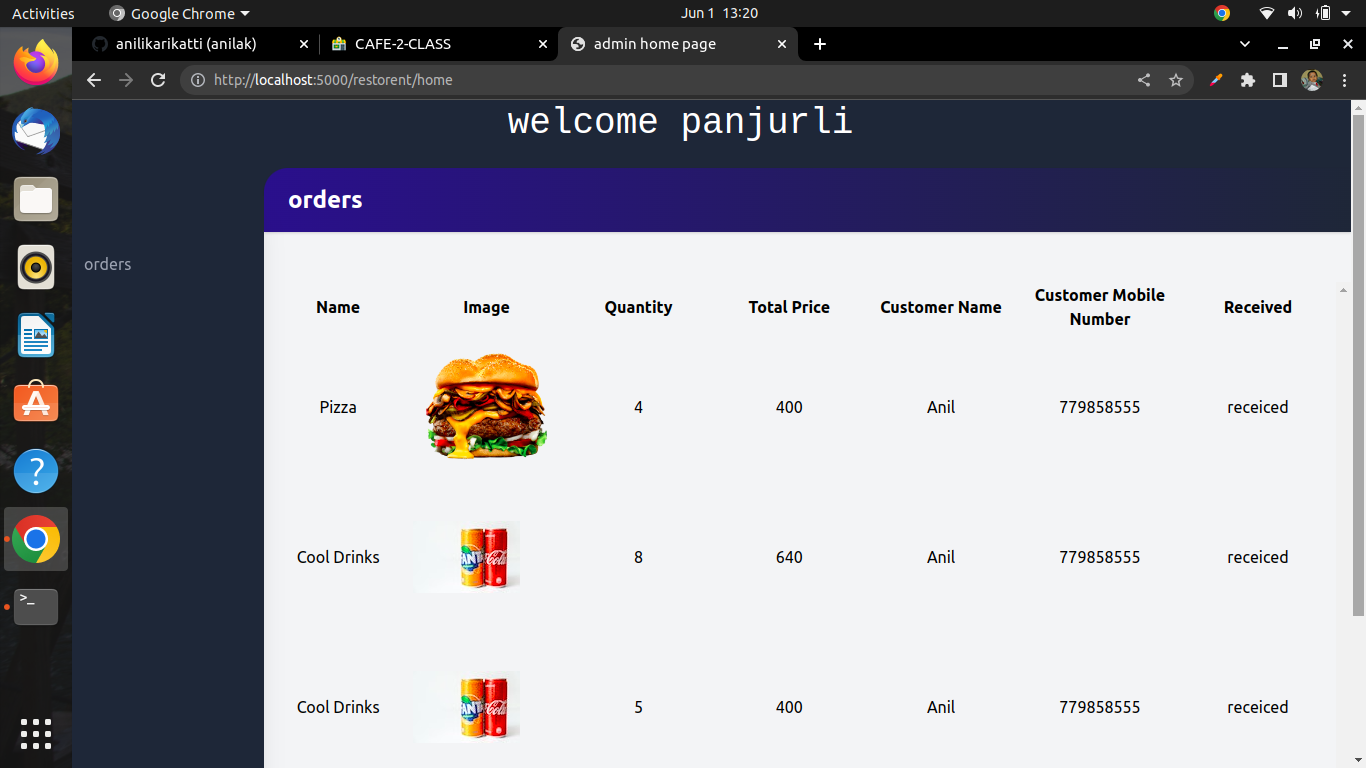 Activities
Google Chrome
Jun 1 13:20
anilikarikatti (anilak)
CAFE-2-CLASS
admin home page
http://localhost:5000/restorent/home
welcome panjurli
orders
orders
Name Image Quantity Total Price Customer Name Customer Mobile Number Received
Pizza 4 400 Anil 779858555 receiced
Cool Drinks 8 640 Anil 779858555 receiced
Cool Drinks 5 400 Anil 779858555 receiced